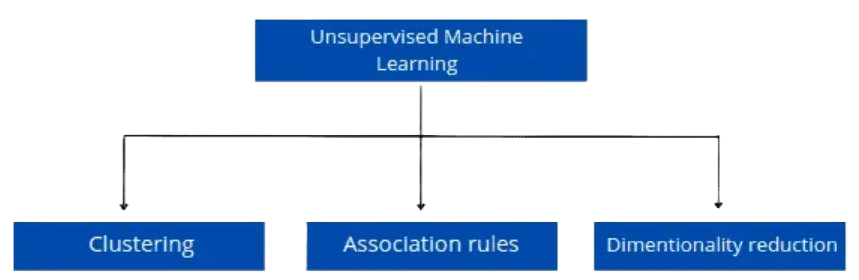 Unsupervised Machine
Learning
Clustering
Association rules
Dimentionality reduction